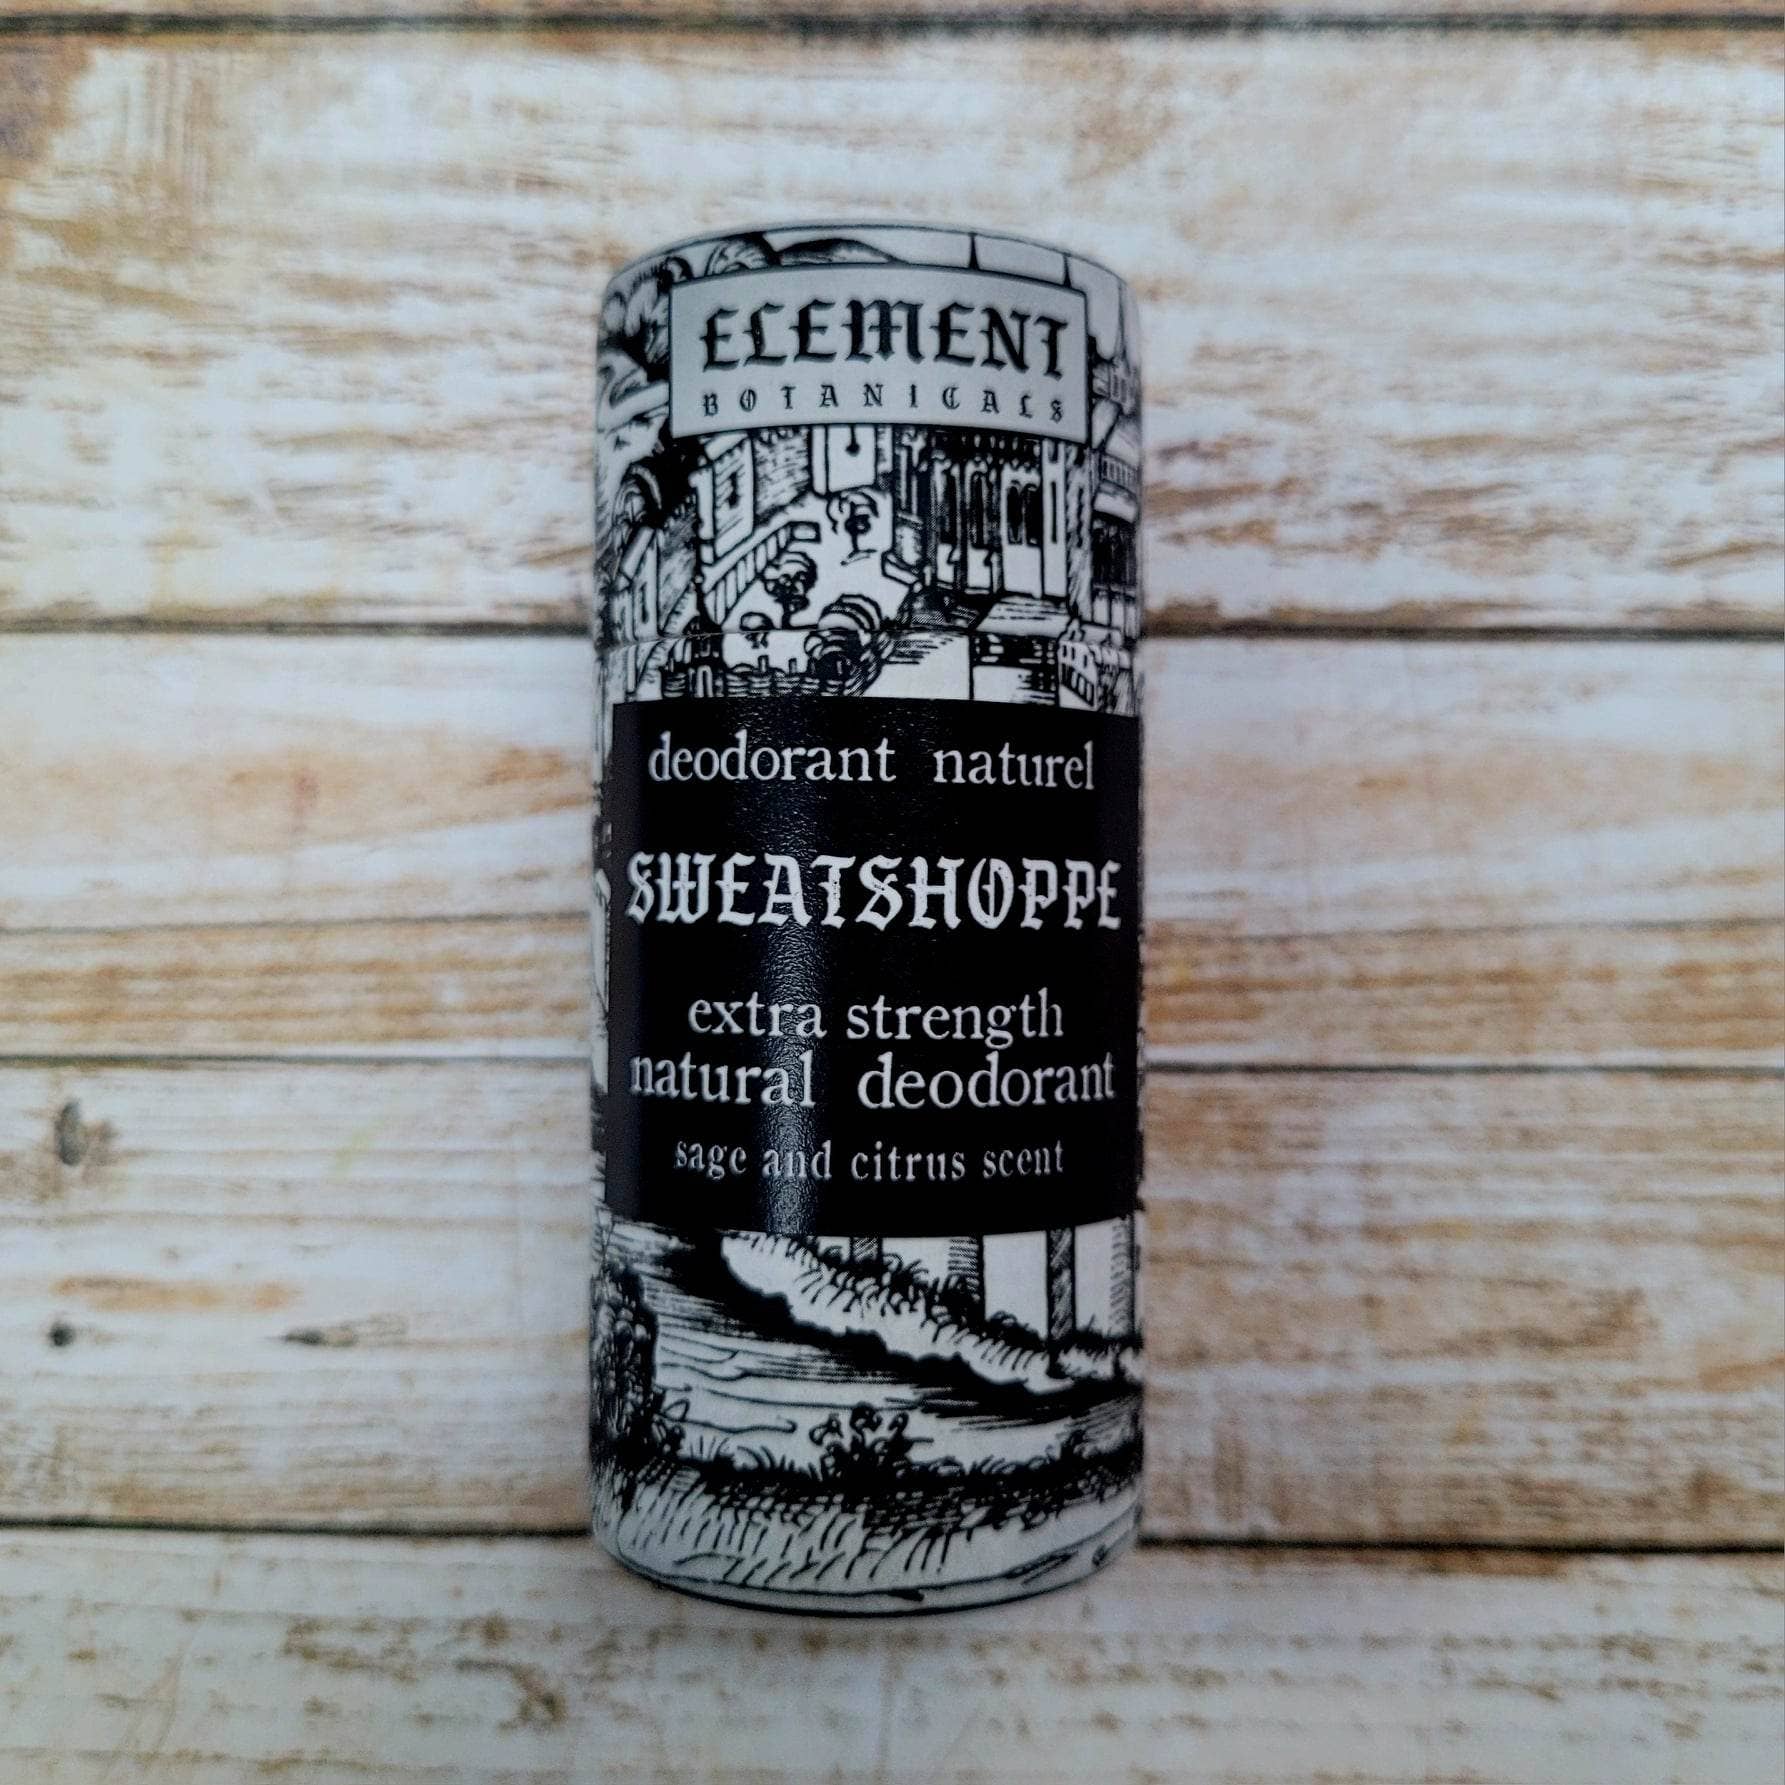 ELEMENT
BOTANICALS
deodorant naturel
SWEATSHOPPE
extra strength
natural deodorant
sage and citrus scent